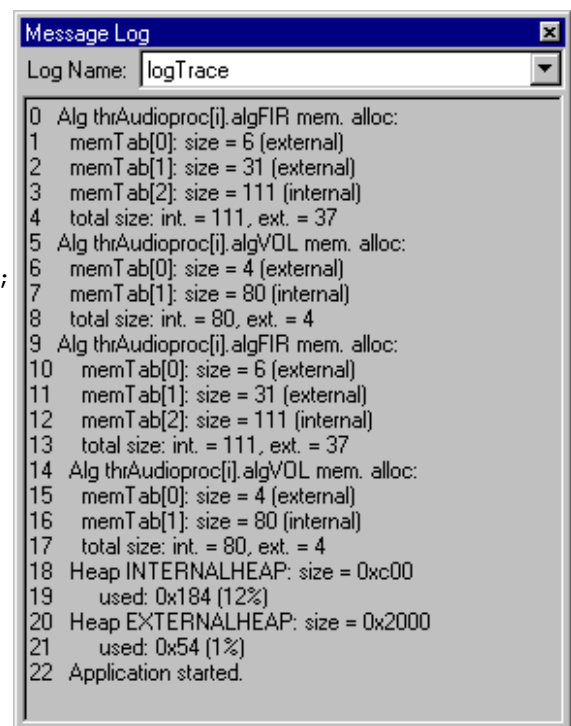 Message Log
Log Name: logTrace
0 Alg thrAudioproc[i].algFIR mem. alloc:
1 memTab[0]: size = 6 (external)
2 memTab[1]: size = 31 (external)
3 memTab[2]: size = 111 (internal)
4 total size: int. = 111, ext. = 37
5 Alg thrAudioproc[i].algVOL mem. alloc:
;
6 memTab[0]: size = 4 (external)
7 memTab[1]: size = 80 (internal)
8 total size: int. = 80, ext. = 4
9 Alg thrAudioproc[i].algFIR mem. alloc:
10 memTab[0]: size = 6 (external)
11 memTab[1]: size = 31 (external)
12 memTab[2]: size = 111 (internal)
13 total size: int. = 111, ext. = 37
14 Alg thrAudioproc[i].algVOL mem. alloc:
15 memTab[0]: size = 4 (external)
16 memTab[1]: size = 80 (internal)
17 total size: int. = 80, ext. = 4
18 Heap INTERNALHEAP: size = 0xc00
19 used: 0x184 (12%)
20 Heap EXTERNALHEAP: size = 0x2000
21 used: 0x54 (1%)
22 Application started.